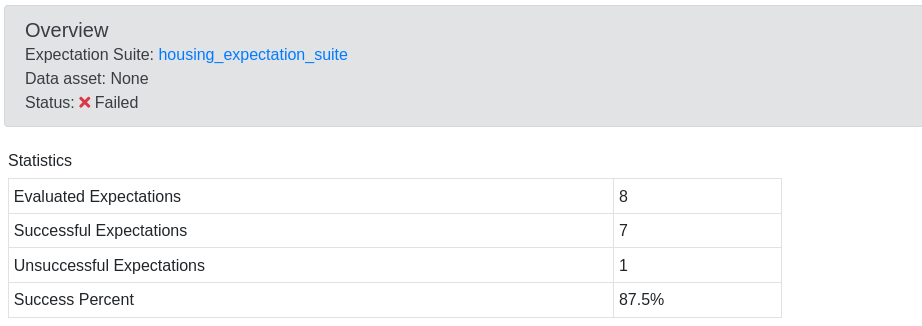 Overview
Expectation Suite: housing_expectation_suite
Data asset: None
Status: ✖ Failed
Statistics
Evaluated Expectations 8
Successful Expectations 7
Unsuccessful Expectations 1
Success Percent 87.5%